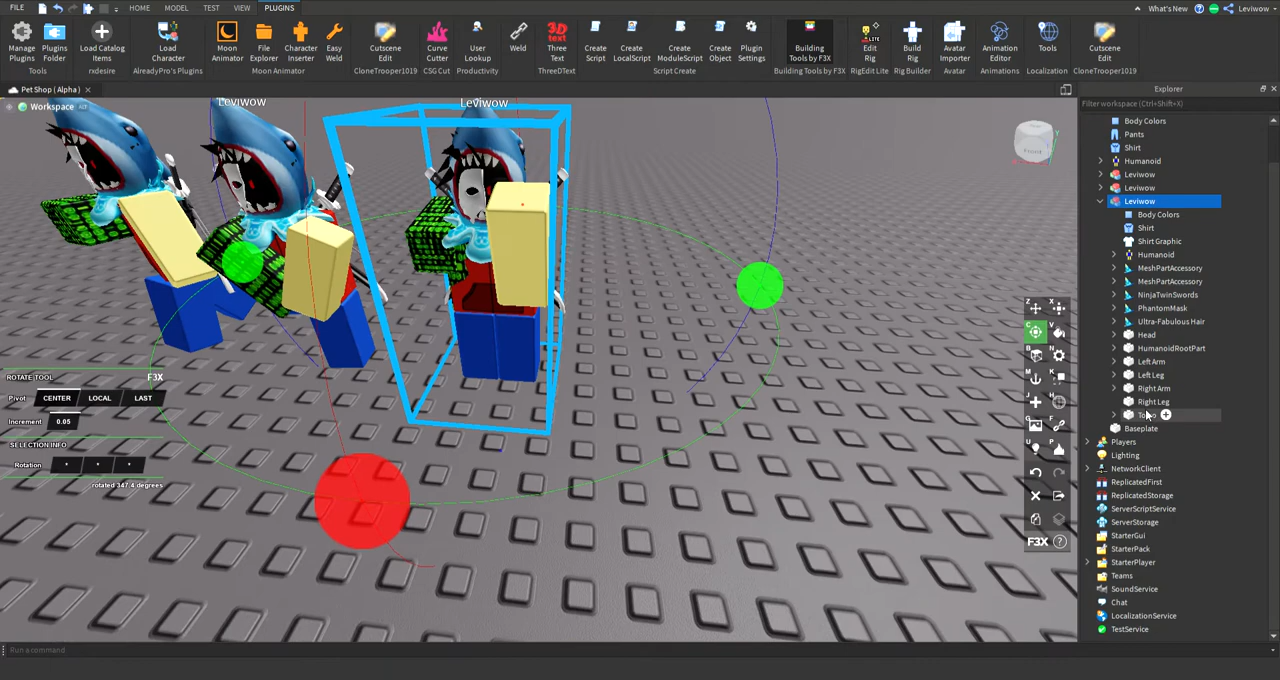 FILE HOME MODEL TEST VIEW PLUGINS What's New Leviwow
Manage Plugins
Plugins Folder
Load Catalog Items
Load Character
Moon Animator
File Explorer
Character Inserter
Easy Weld
Cutscene Edit
Curve Cutter
User Lookup
Weld
3D text
Three Text
Create Script
Create LocalScript
Create ModuleScript
Create Object
Plugin Settings
Building Tools by F3X
LITE
Edit Rig
Build Rig
Avatar Importer
Animation Editor
Tools
Cutscene Edit
Tools rxdesire AlreadyPro's Plugins Moon Animator CloneTrooper1019 CSG Cut Productivity ThreeDText Script Create Building Tools by F3X RigEdit Lite Rig Builder Avatar Animations Localization CloneTrooper1019
Pet Shop ( Alpha )
Workspace
Leviwow
Leviwow
Front
ROTATE TOOL F3X
Pivot CENTER LOCAL LAST
Increment 0.05
SELECTION INFO
Rotation * * *
rotated 347.4 degrees
Z X
C V
B N
M K
J H
G F
U P
F3X ?
Explorer
Filter workspace (Ctrl+Shift+X)
Body Colors
Pants
Shirt
Humanoid
Leviwow
Leviwow
Leviwow
Body Colors
Shirt
Shirt Graphic
Humanoid
MeshPartAccessory
MeshPartAccessory
NinjaTwinSwords
PhantomMask
Ultra-Fabulous Hair
Head
HumanoidRootPart
Left Arm
Left Leg
Right Arm
Right Leg
Baseplate
Players
Lighting
NetworkClient
ReplicatedFirst
ReplicatedStorage
ServerScriptService
ServerStorage
StarterGui
StarterPack
StarterPlayer
Teams
SoundService
Chat
LocalizationService
TestService
Run a command